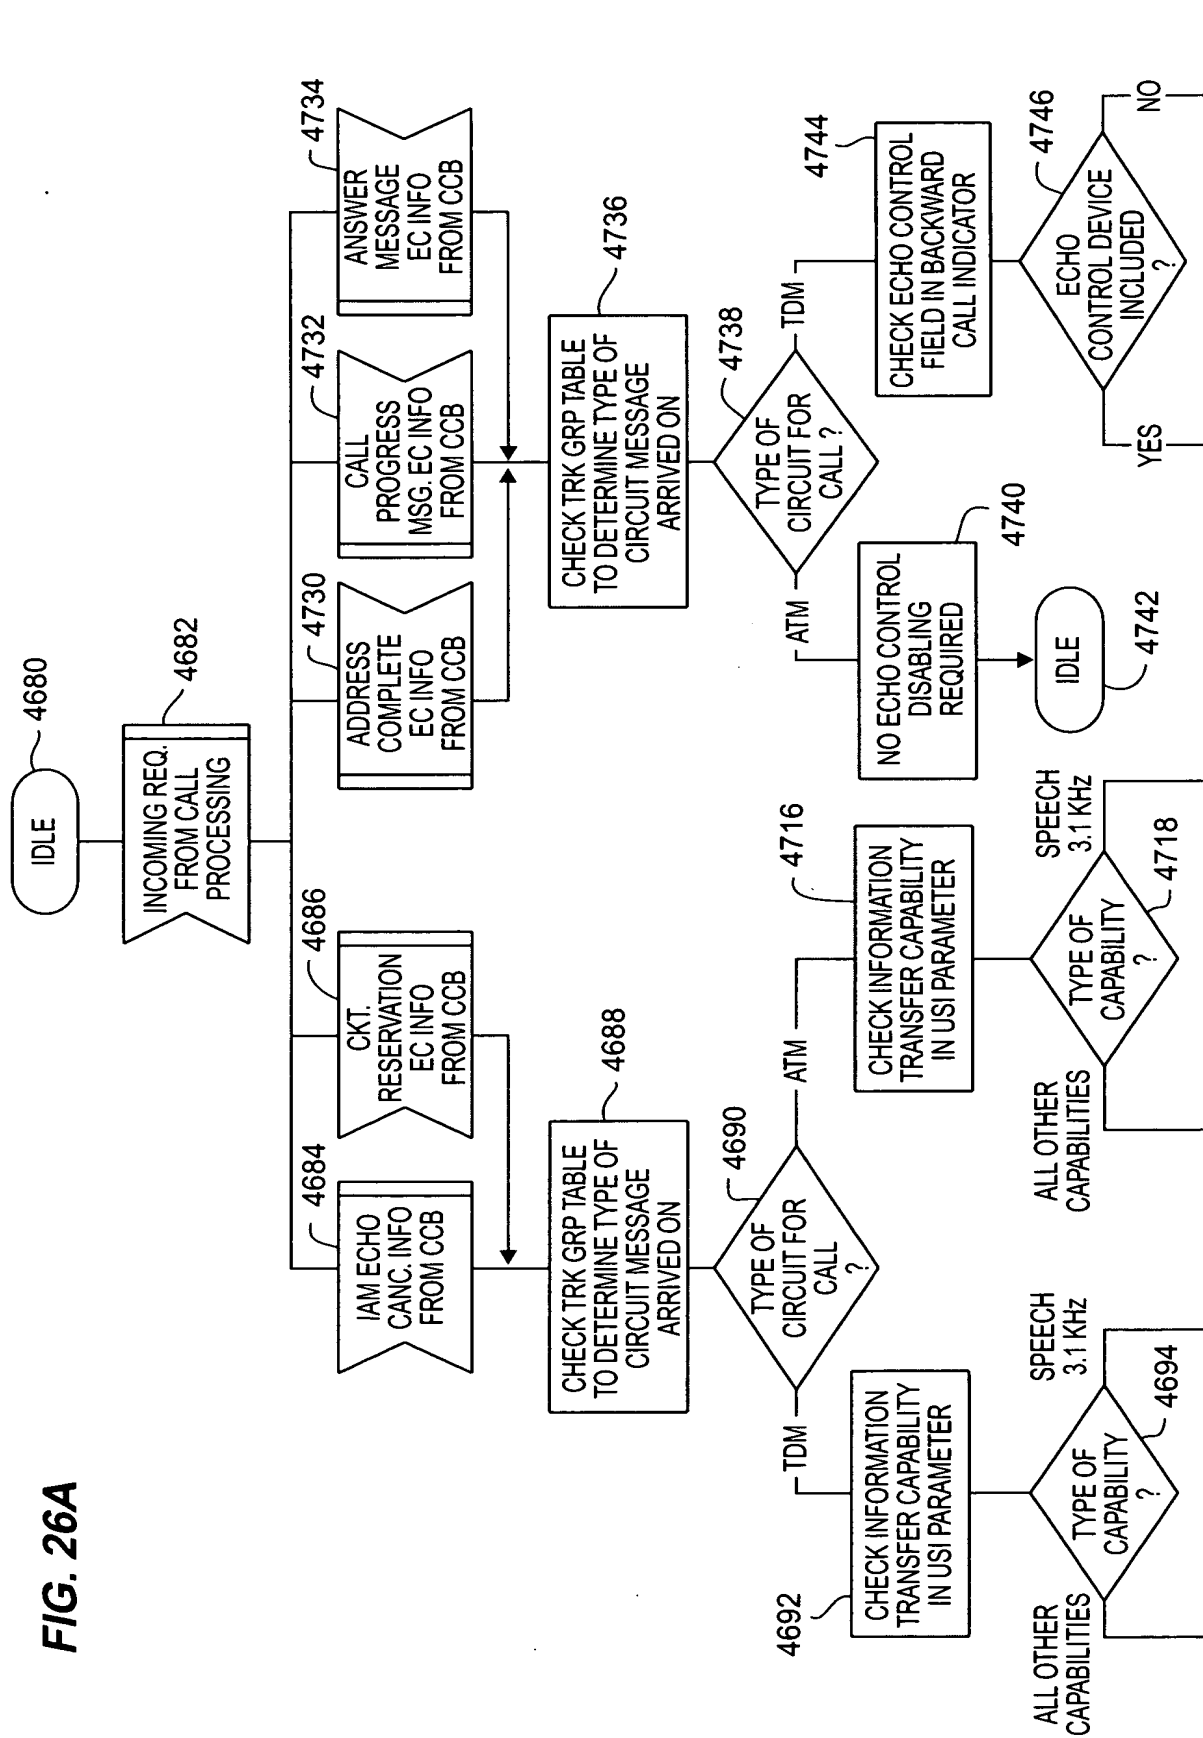 FIG. 26A
IDLE
4680
INCOMING REQ.
FROM CALL
PROCESSING
4682
IAM ECHO
CANC. INFO
FROM CCB
4684
CKT.
RESERVATION
EC INFO
FROM CCB
4686
ADDRESS
COMPLETE
EC INFO
FROM CCB
4730
CALL
PROGRESS
MSG. EC INFO
FROM CCB
4732
ANSWER
MESSAGE
EC INFO
FROM CCB
4734
CHECK TRK GRP TABLE
TO DETERMINE TYPE OF
CIRCUIT MESSAGE
ARRIVED ON
4688
CHECK TRK GRP TABLE
TO DETERMINE TYPE OF
CIRCUIT MESSAGE
ARRIVED ON
4736
TYPE OF
CIRCUIT FOR
CALL
?
4690
TDM
ATM
TYPE OF
CIRCUIT FOR
CALL ?
4738
ATM
TDM
4692
CHECK INFORMATION
TRANSFER CAPABILITY
IN USI PARAMETER
CHECK INFORMATION
TRANSFER CAPABILITY
IN USI PARAMETER
4716
NO ECHO CONTROL
DISABLING
REQUIRED
4740
CHECK ECHO CONTROL
FIELD IN BACKWARD
CALL INDICATOR
4744
ALL OTHER
CAPABILITIES
TYPE OF
CAPABILITY
?
4694
SPEECH
3.1 KHz
ALL OTHER
CAPABILITIES
TYPE OF
CAPABILITY
?
4718
SPEECH
3.1 KHz
IDLE
4742
ECHO
CONTROL DEVICE
INCLUDED
?
4746
YES
NO